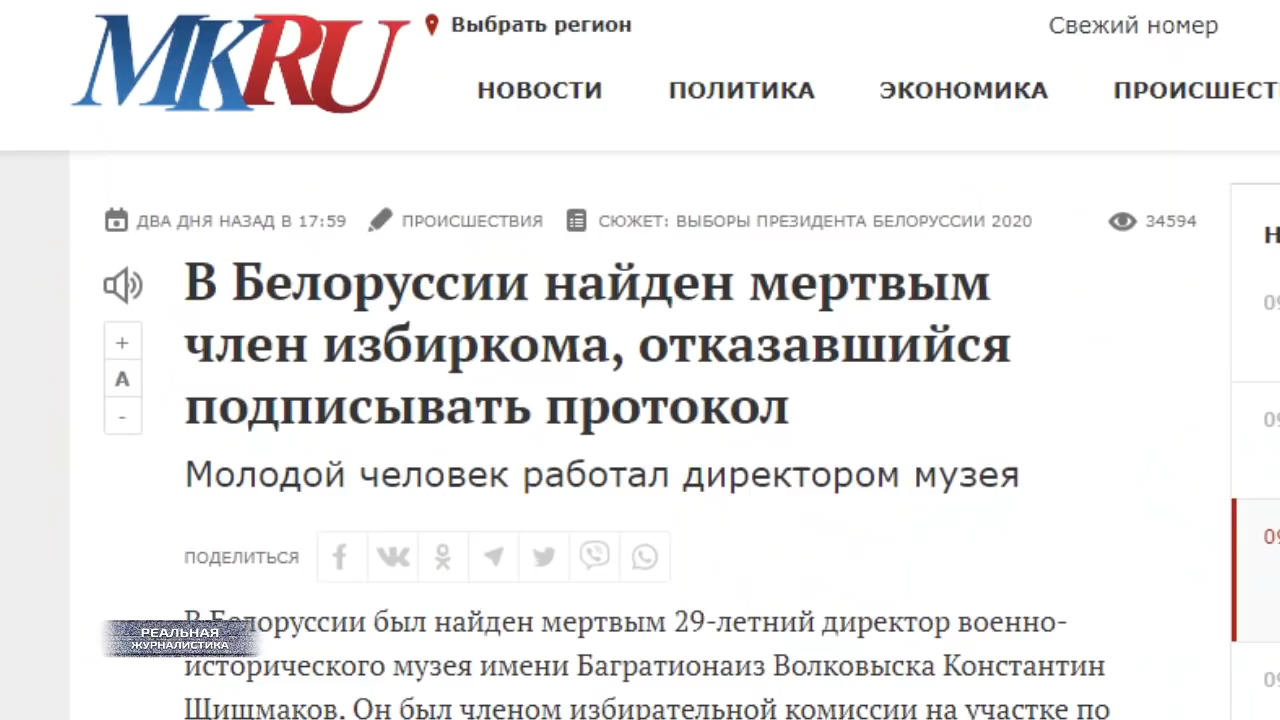 MKRU
Выбрать регион
Свежий номер
НОВОСТИ ПОЛИТИКА ЭКОНОМИКА
ДВА ДНЯ НАЗАД В 17:59 ПРОИСШЕСТВИЯ СЮЖЕТ: ВЫБОРЫ ПРЕЗИДЕНТА БЕЛОРУССИИ 2020 34594
В Белоруссии найден мертвым
член избиркома, отказавшийся
подписывать протокол
+
A
-
Молодой человек работал директором музея
ПОДЕЛИТЬСЯ
В Белоруссии был найден мертвым 29-летний директор военно-
РЕАЛЬНАЯ
ЖУРНАЛИСТИКА
исторического музея имени Багратионаиз Волковыска Константин
Шишмаков. Он был членом избирательной комиссии на участке по